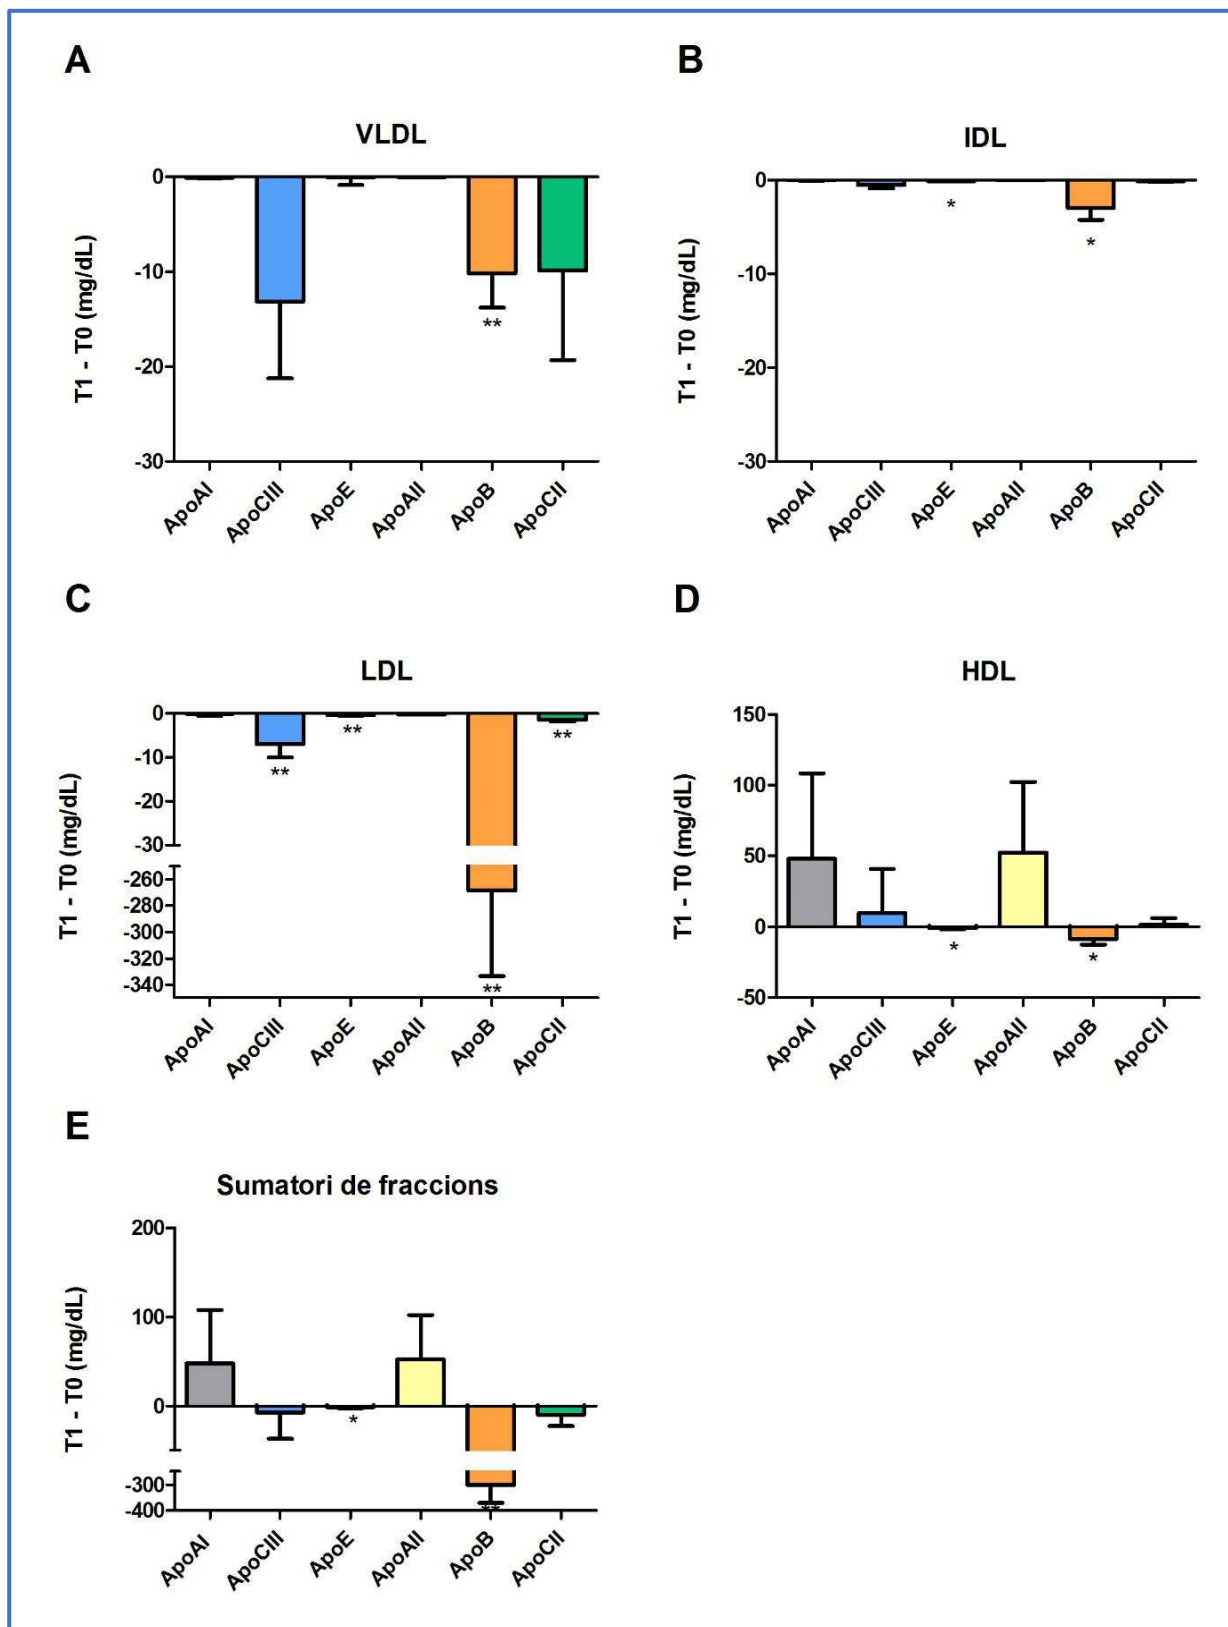 A
VLDL
T1 - T0 (mg/dL)
0
-10
-20
-30
**
ApoAI
ApoCIII
ApoE
ApoAII
ApoB
ApoCII
B
IDL
T1 - T0 (mg/dL)
0
-10
-20
-30
*
*
ApoAI
ApoCIII
ApoE
ApoAII
ApoB
ApoCII
C
LDL
T1 - T0 (mg/dL)
0
-10
-20
-30
-260
-280
-300
-320
-340
**
**
**
**
ApoAI
ApoCIII
ApoE
ApoAII
ApoB
ApoCII
D
HDL
T1 - T0 (mg/dL)
150
100
50
0
-50
*
*
ApoAI
ApoCIII
ApoE
ApoAII
ApoB
ApoCII
E
Sumatori de fraccions
T1 - T0 (mg/dL)
200
100
0
-300
-400
*
**
ApoAI
ApoCIII
ApoE
ApoAII
ApoB
ApoCII